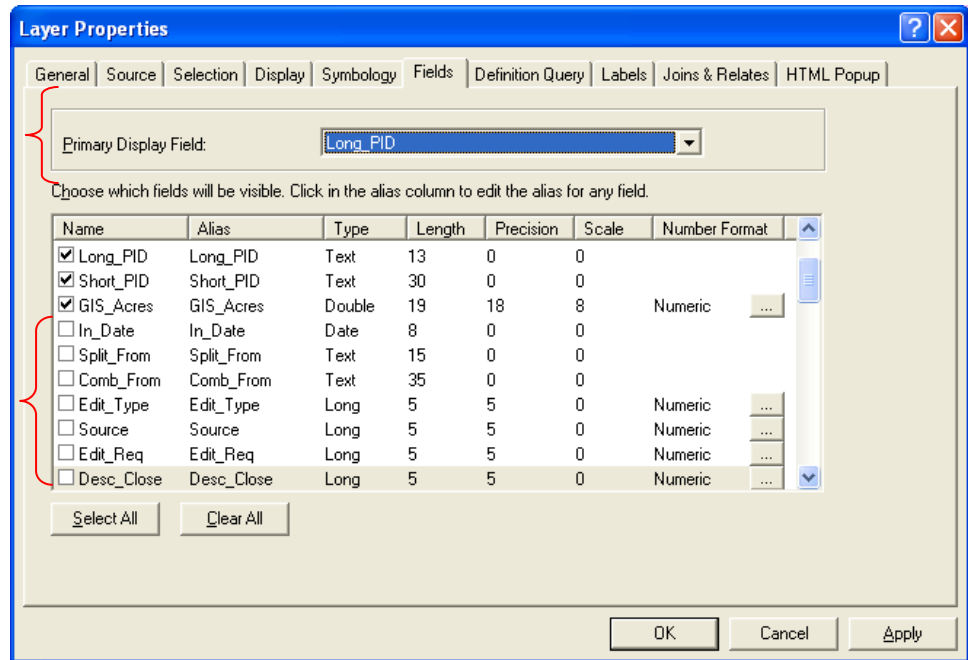 Layer Properties
General Source Selection Display Symbology Fields Definition Query Labels Joins & Relates HTML Popup
Primary Display Field: Long_PID
Choose which fields will be visible. Click in the alias column to edit the alias for any field.
Name Alias Type Length Precision Scale Number Format
Long_PID Long_PID Text 13 0 0
Short_PID Short_PID Text 30 0 0
GIS_Acres GIS_Acres Double 19 18 8 Numeric ...
In_Date In_Date Date 8 0 0
Split_From Split_From Text 15 0 0
Comb_From Comb_From Text 35 0 0
Edit_Type Edit_Type Long 5 5 0 Numeric ...
Source Source Long 5 5 0 Numeric ...
Edit_Req Edit_Req Long 5 5 0 Numeric ...
Desc_Close Desc_Close Long 5 5 0 Numeric ...
Select All Clear All
OK Cancel Apply